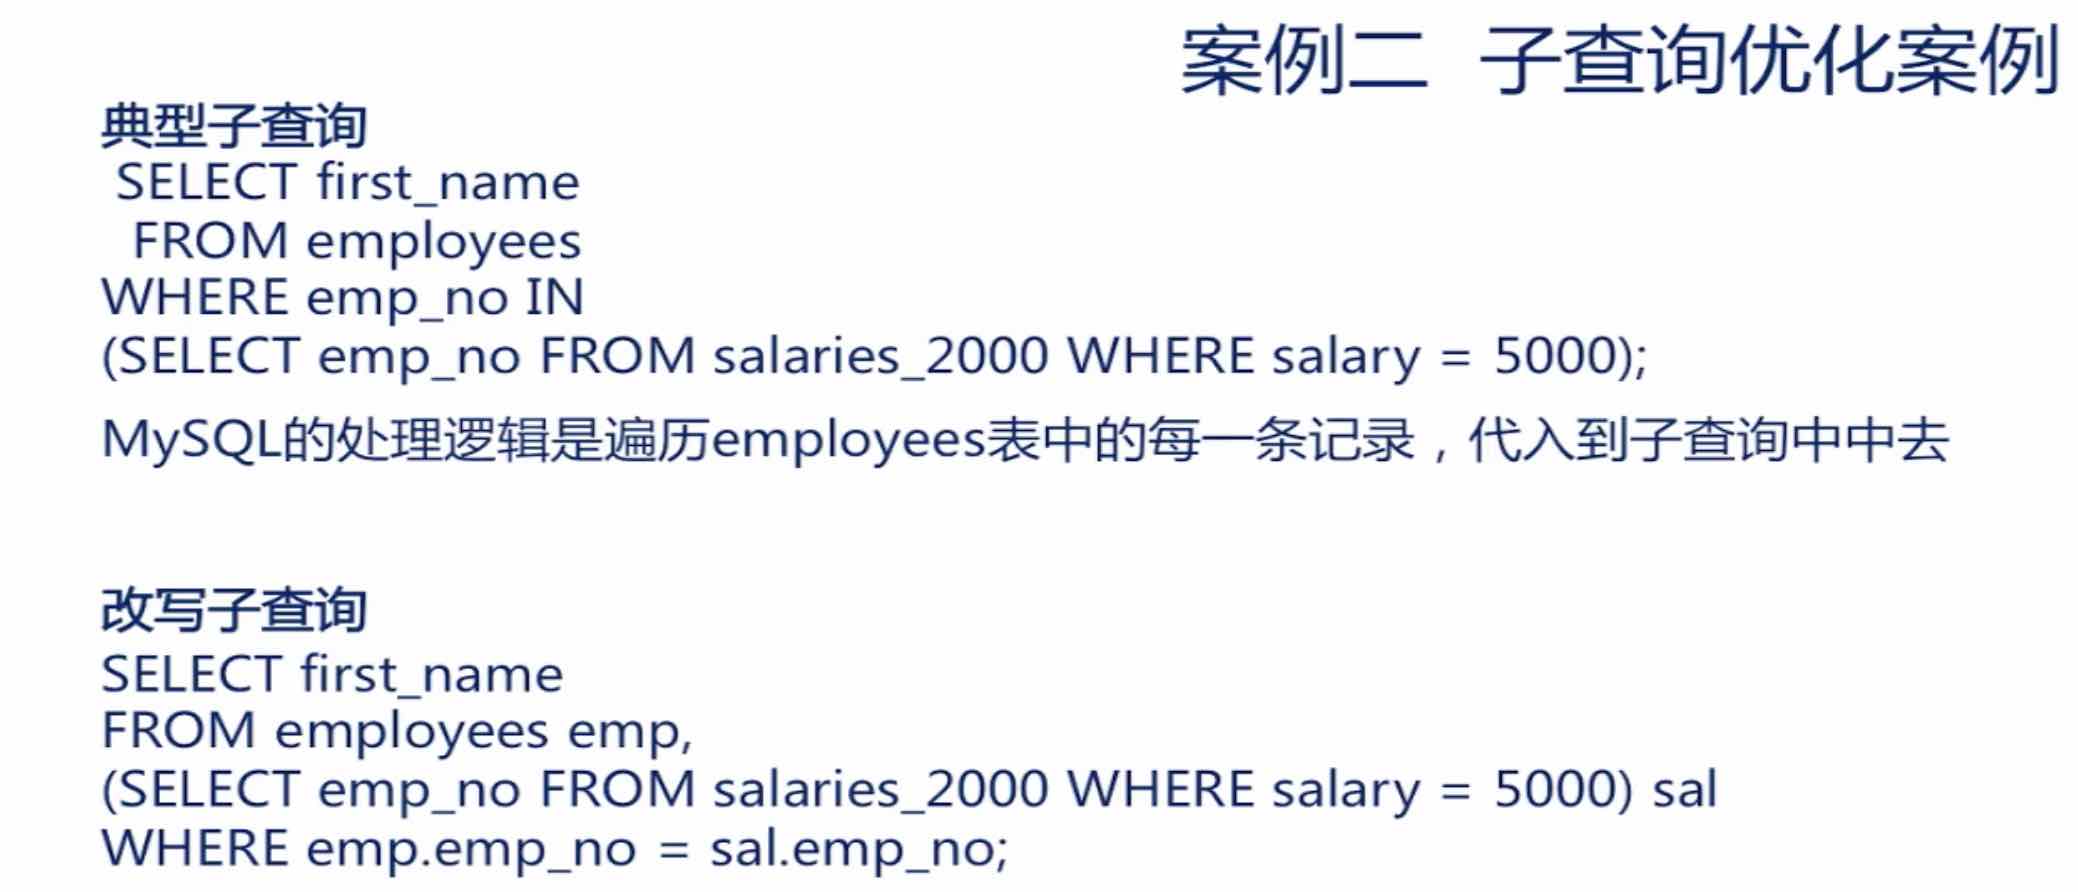 案例二 子查询优化案例
典型子查询
SELECT first_name
FROM employees
WHERE emp_no IN
(SELECT emp_no FROM salaries_2000 WHERE salary = 5000);
MySQL的处理逻辑是遍历employees表中的每一条记录，代入到子查询中中去
改写子查询
SELECT first_name
FROM employees emp,
(SELECT emp_no FROM salaries_2000 WHERE salary = 5000) sal
WHERE emp.emp_no = sal.emp_no;